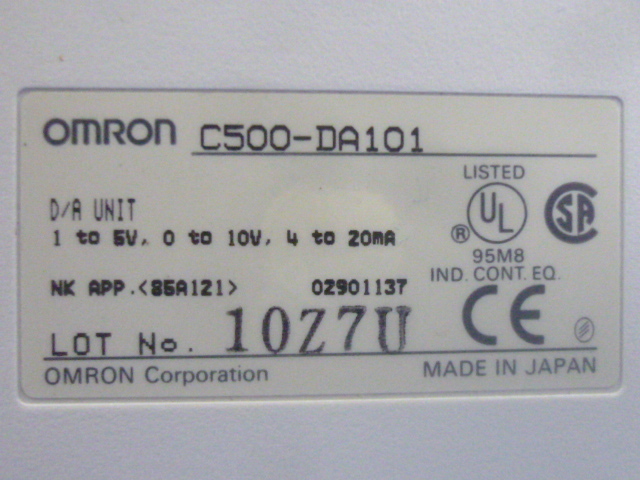 OMRON C500-DA101
LISTED
UL
®
SA
95M8
IND. CONT. EQ.
D/A UNIT
1 to 5V, 0 to 10V, 4 to 20mA
NK APP.<85A121> 02901137
CE
LOT No. 10Z7U
OMRON Corporation
MADE IN JAPAN